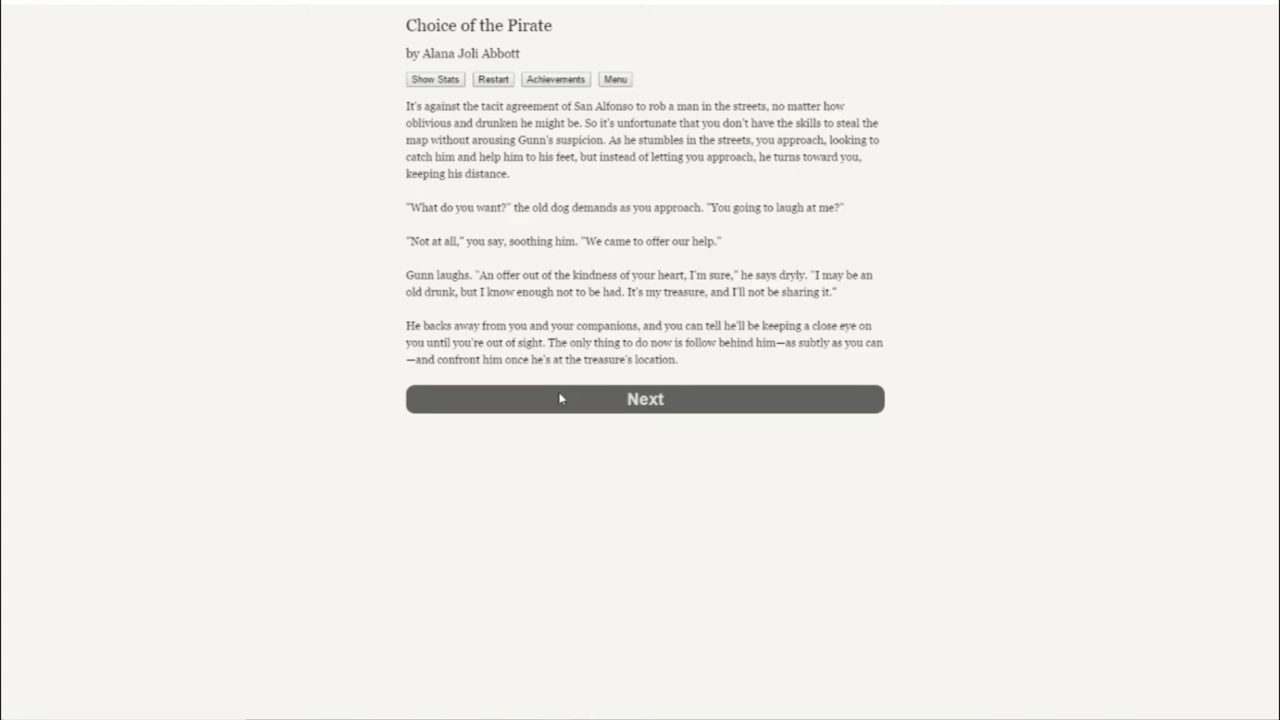 Choice of the Pirate
by Alana Joli Abbott
Show Stats Restart Achievements Menu
It's against the tacit agreement of San Alfonso to rob a man in the streets, no matter how
oblivious and drunken he might be. So it's unfortunate that you don't have the skills to steal the
map without arousing Gunn's suspicion. As he stumbles in the streets, you approach, looking to
catch him and help him to his feet, but instead of letting you approach, he turns toward you,
keeping his distance.
"What do you want?" the old dog demands as you approach. "You going to laugh at me?"
"Not at all," you say, soothing him. "We came to offer our help."
Gunn laughs. "An offer out of the kindness of your heart, I'm sure," he says dryly. "I may be an
old drunk, but I know enough not to be had. It's my treasure, and I'll not be sharing it."
He backs away from you and your companions, and you can tell he'll be keeping a close eye on
you until you're out of sight. The only thing to do now is follow behind him—as subtly as you can
—and confront him once he's at the treasure's location.
Next